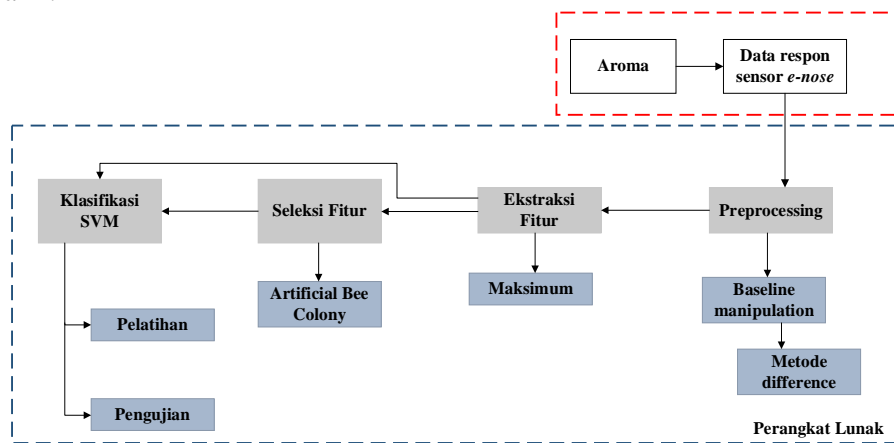 Aroma
Data respon
sensor e-nose
Klasifikasi
SVM
Seleksi Fitur
Ekstraksi
Fitur
Preprocessing
Artificial Bee
Colony
Maksimum
Baseline
manipulation
Pelatihan
Metode
difference
Pengujian
Perangkat Lunak